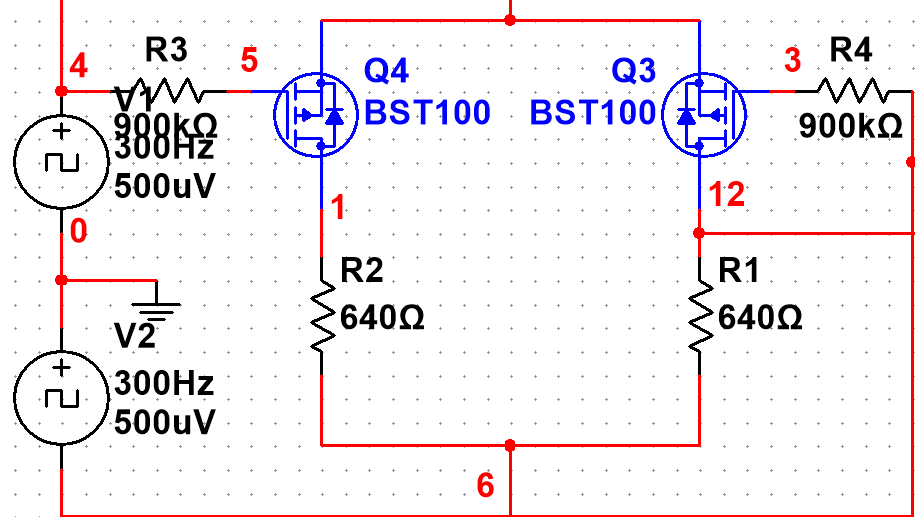 R3
5
4
Q4
BST100
Q3
BST100
3
R4
900kΩ
V1
900kΩ
300Hz
500uV
1
12
0
R2
640Ω
R1
640Ω
V2
300Hz
500uV
6